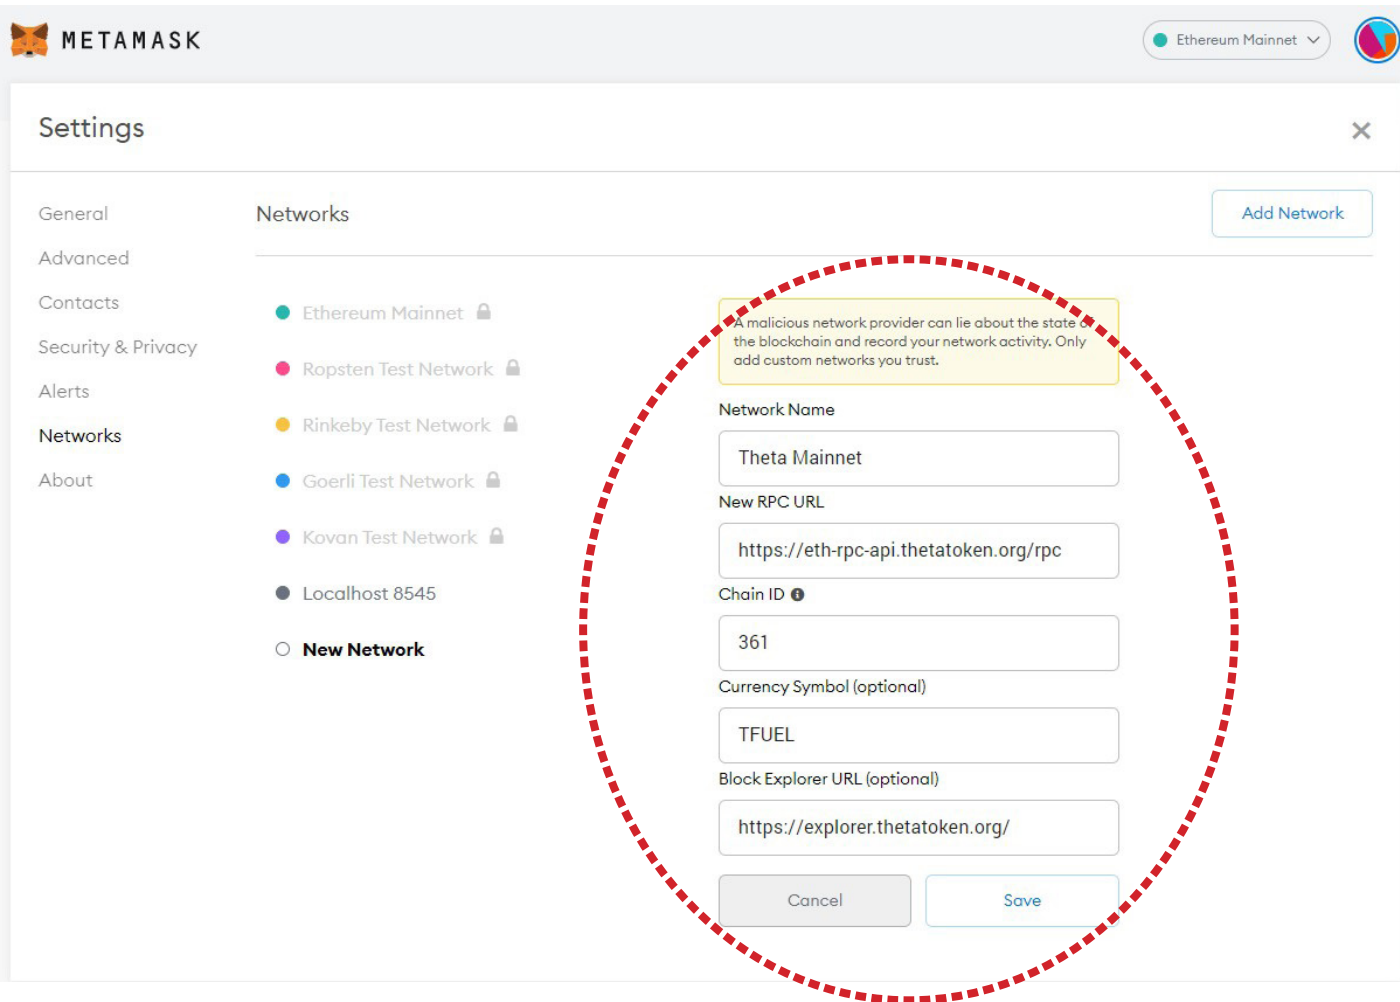 METAMASK
Ethereum Mainnet
Settings
General
Advanced
Contacts
Security & Privacy
Alerts
Networks
About
Networks
Add Network
Ethereum Mainnet
Ropsten Test Network
Rinkeby Test Network
Goerli Test Network
Kovan Test Network
Localhost 8545
New Network
A malicious network provider can lie about the state of
the blockchain and record your network activity. Only
add custom networks you trust.
Network Name
Theta Mainnet
New RPC URL
https://eth-rpc-api.thetatoken.org/rpc
Chain ID
361
Currency Symbol (optional)
TFUEL
Block Explorer URL (optional)
https://explorer.thetatoken.org/
Cancel
Save